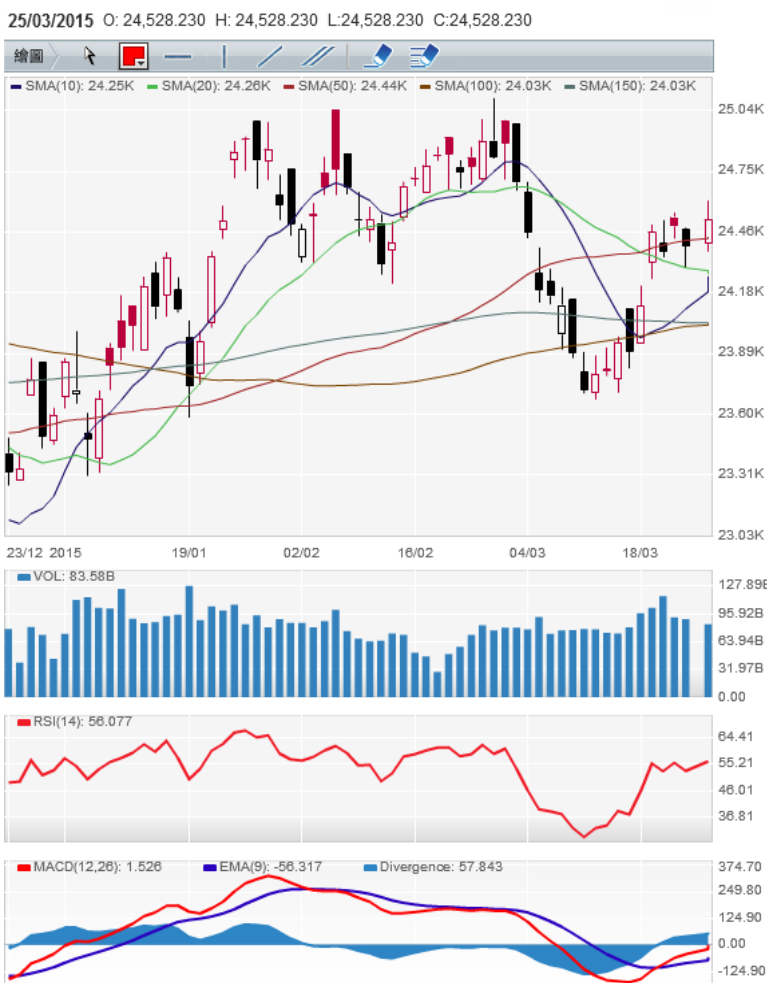 25/03/2015 O: 24,528.230 H: 24,528.230 L:24,528.230 C:24,528.230
繪圖
SMA(10): 24.25K SMA(20): 24.26K SMA(50): 24.44K SMA(100): 24.03K SMA(150): 24.03K
25.04K
24.75K
24.46K
24.18K
23.89K
23.60K
23.31K
23.03K
23/12 2015 19/01 02/02 16/02 04/03 18/03
VOL: 83.58B
127.89B
95.92B
63.94B
31.97B
0.00
RSI(14): 56.077
64.41
55.21
46.01
36.81
MACD(12,26): 1.526 EMA(9): -56.317 Divergence: 57.843
374.70
249.80
124.90
0.00
-124.90